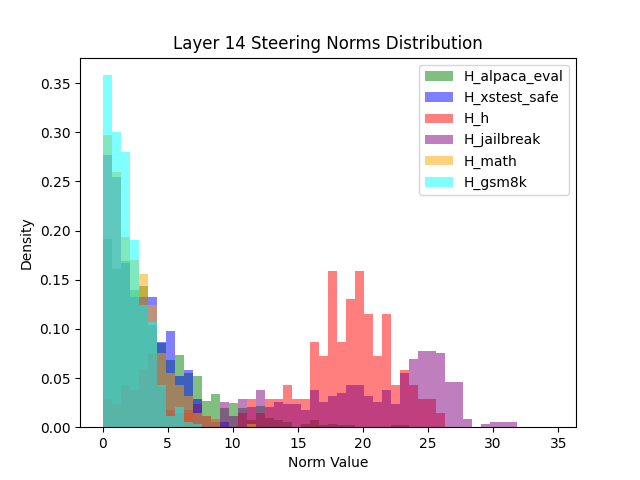 Layer 14 Steering Norms Distribution
H_alpaca_eval
H_xstest_safe
H_h
H_jailbreak
H_math
H_gsm8k
0.35
0.30
0.25
0.20
0.15
0.10
0.05
0.00
Density
0 5 10 15 20 25 30 35
Norm Value